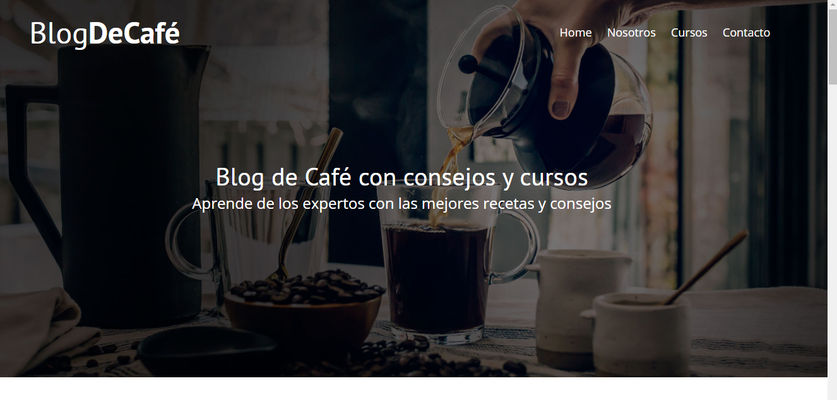 BlogDeCafé
Home Nosotros Cursos Contacto
Blog de Café con consejos y cursos
Aprende de los expertos con las mejores recetas y consejos